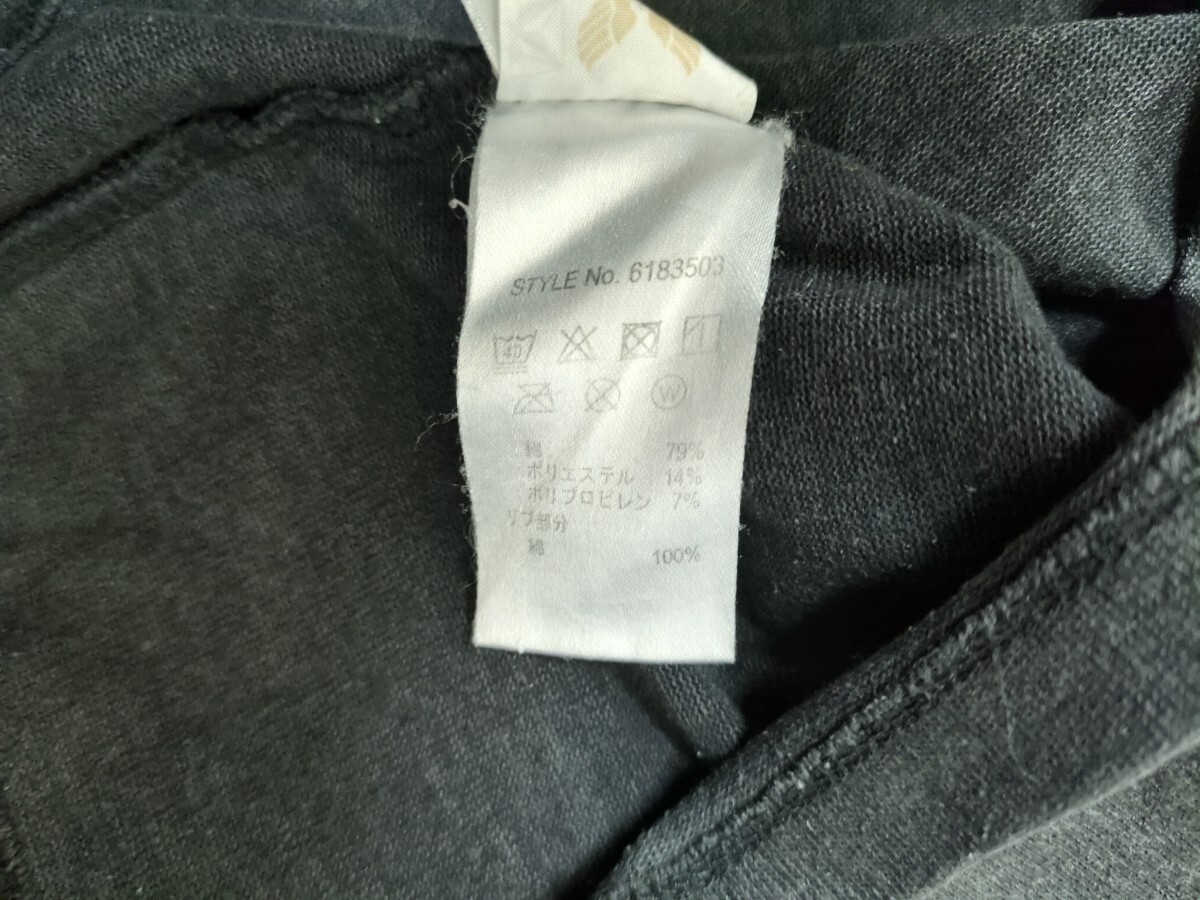 STYLE No. 6183503
40
W
綿 79%
ポリエステル 14%
ポリプロピレン 7%
リブ部分
綿 100%